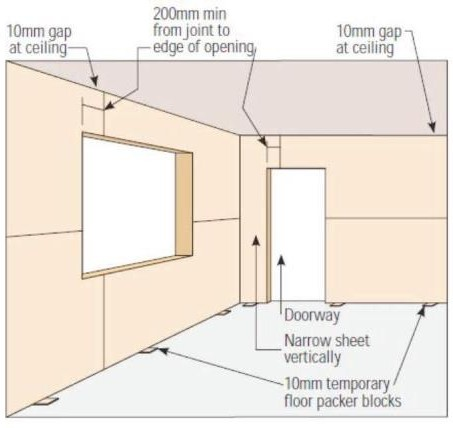 10mm gap
at ceiling
200mm min
from joint to
edge of opening
10mm gap
at ceiling
Doorway
Narrow sheet
vertically
10mm temporary
floor packer blocks